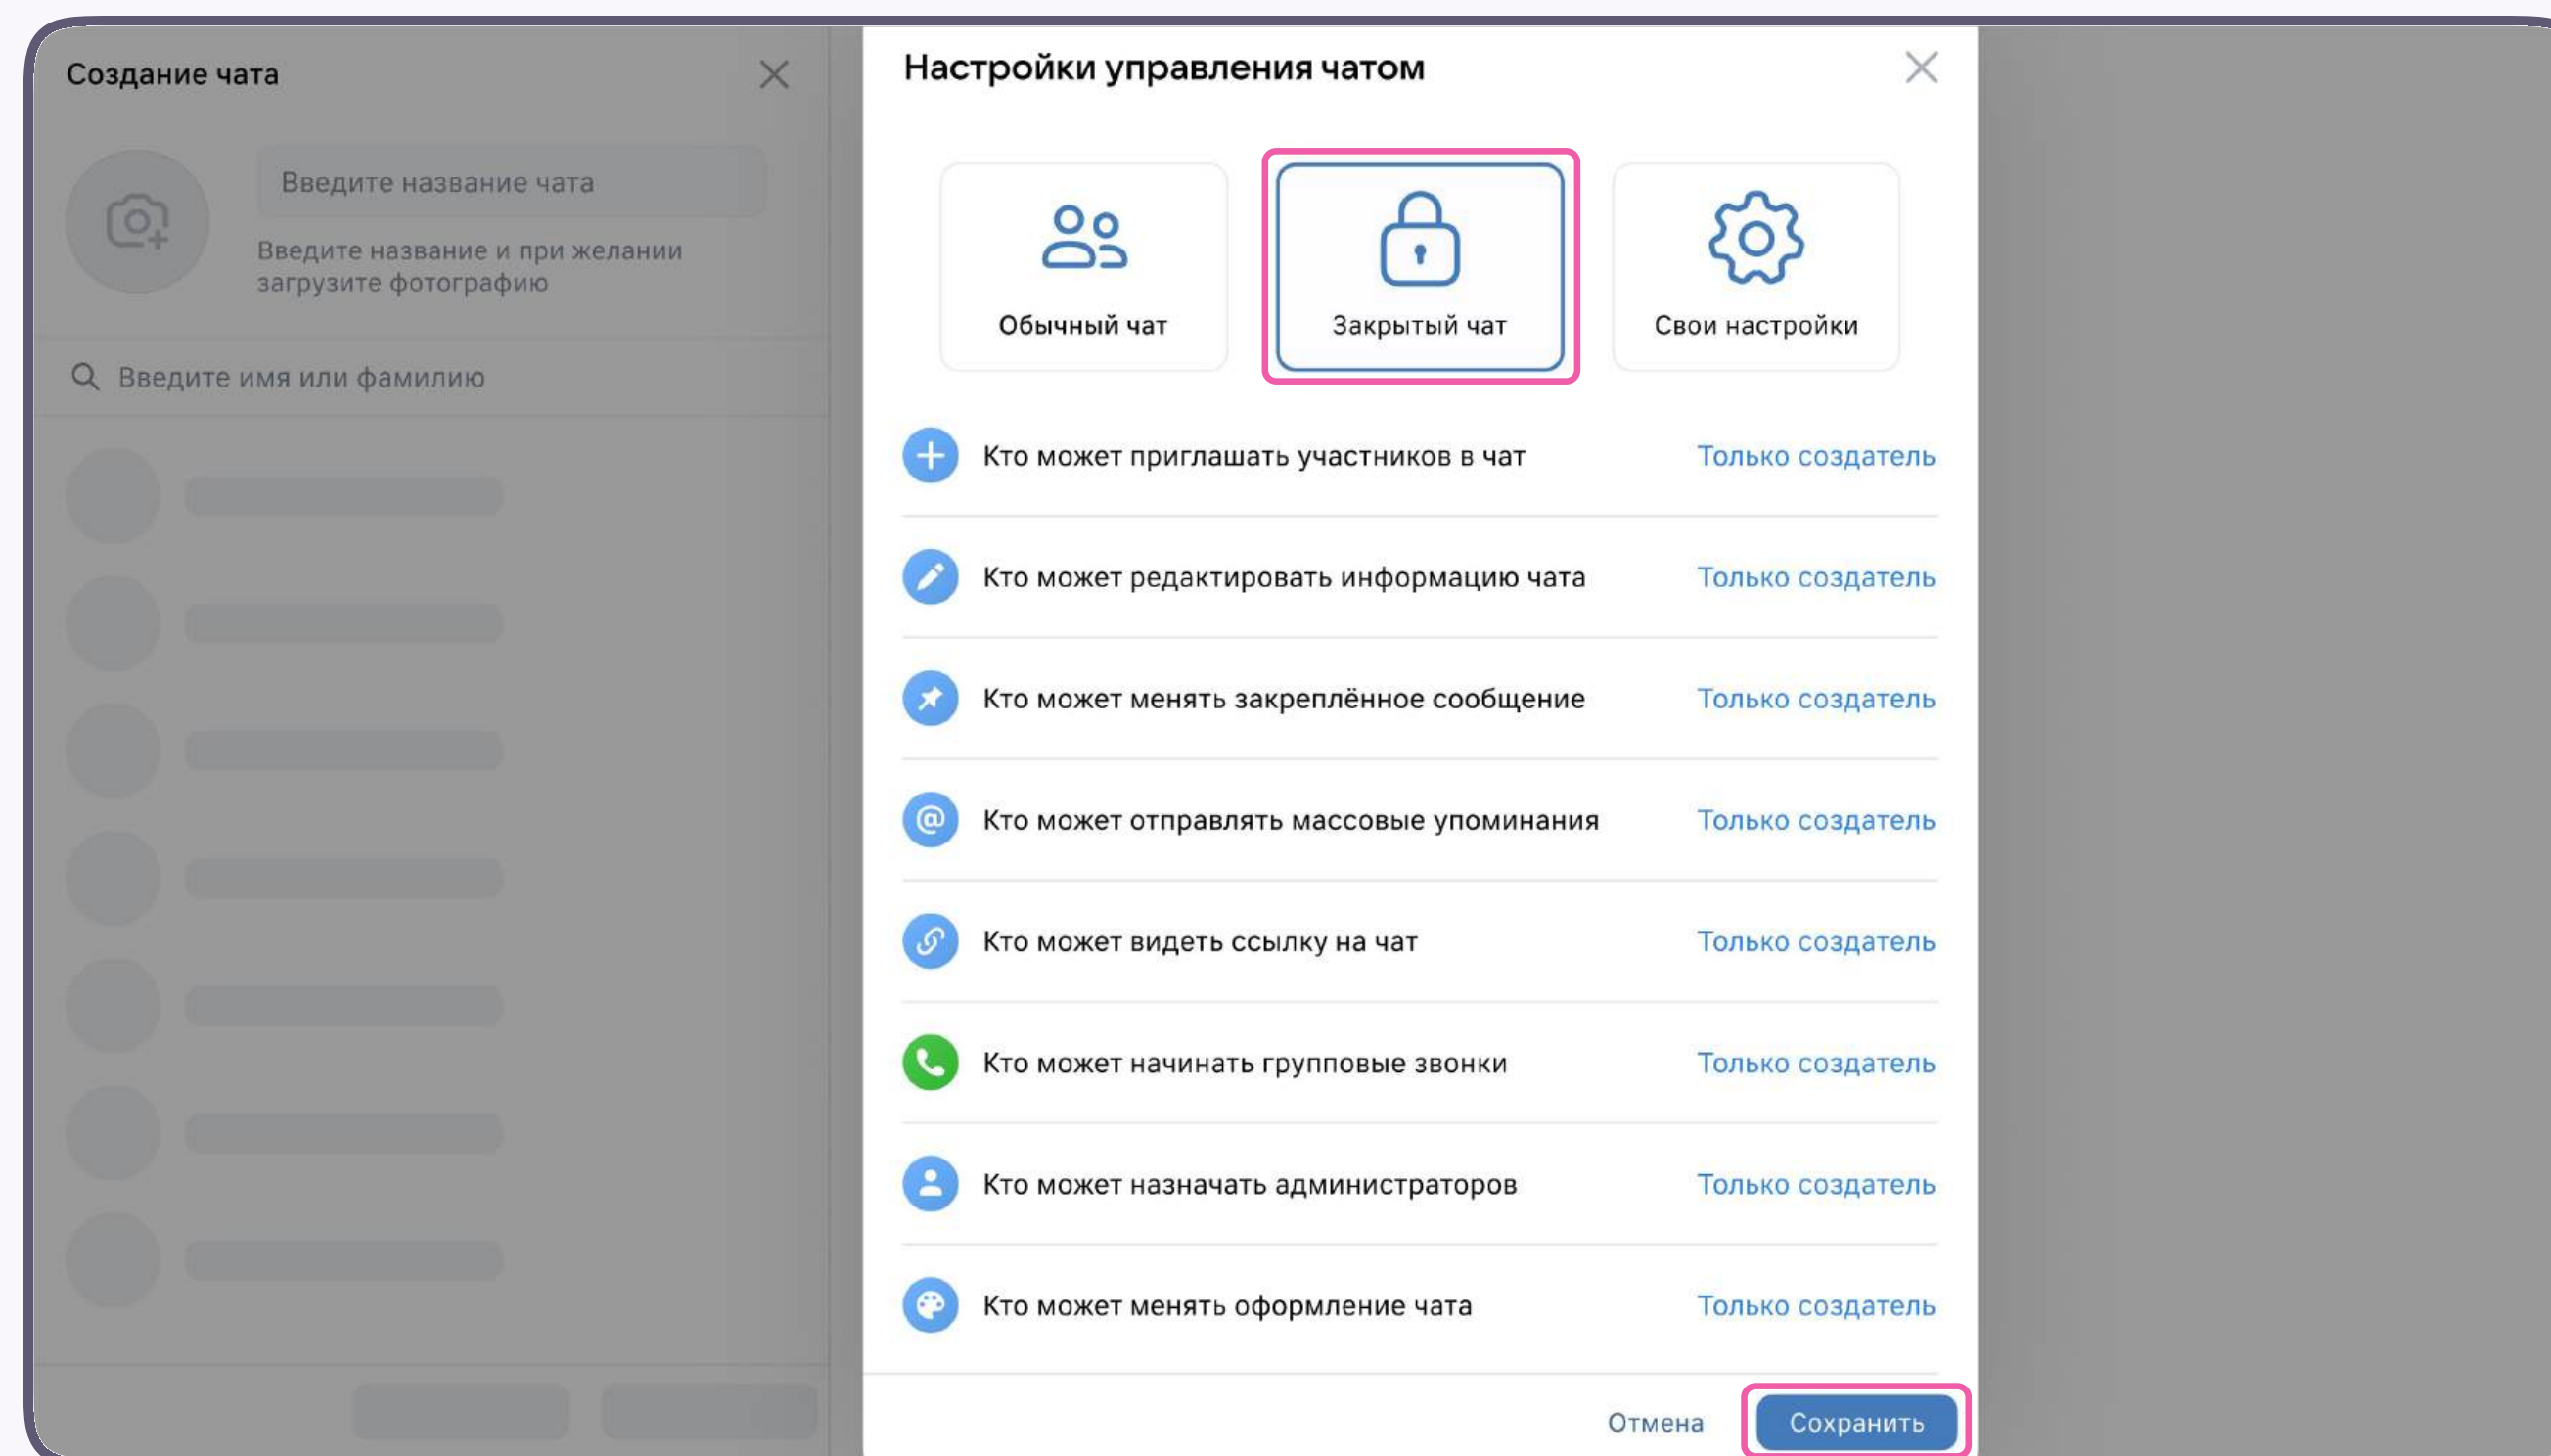 Создание чата
Введите название чата
Введите название и при желании
загрузите фотографию
Введите имя или фамилию
Настройки управления чатом
Обычный чат
Закрытый чат
Свои настройки
Кто может приглашать участников в чат Только создатель
Кто может редактировать информацию чата Только создатель
Кто может менять закреплённое сообщение Только создатель
Кто может отправлять массовые упоминания Только создатель
Кто может видеть ссылку на чат Только создатель
Кто может начинать групповые звонки Только создатель
Кто может назначать администраторов Только создатель
Кто может менять оформление чата Только создатель
Отмена
Сохранить